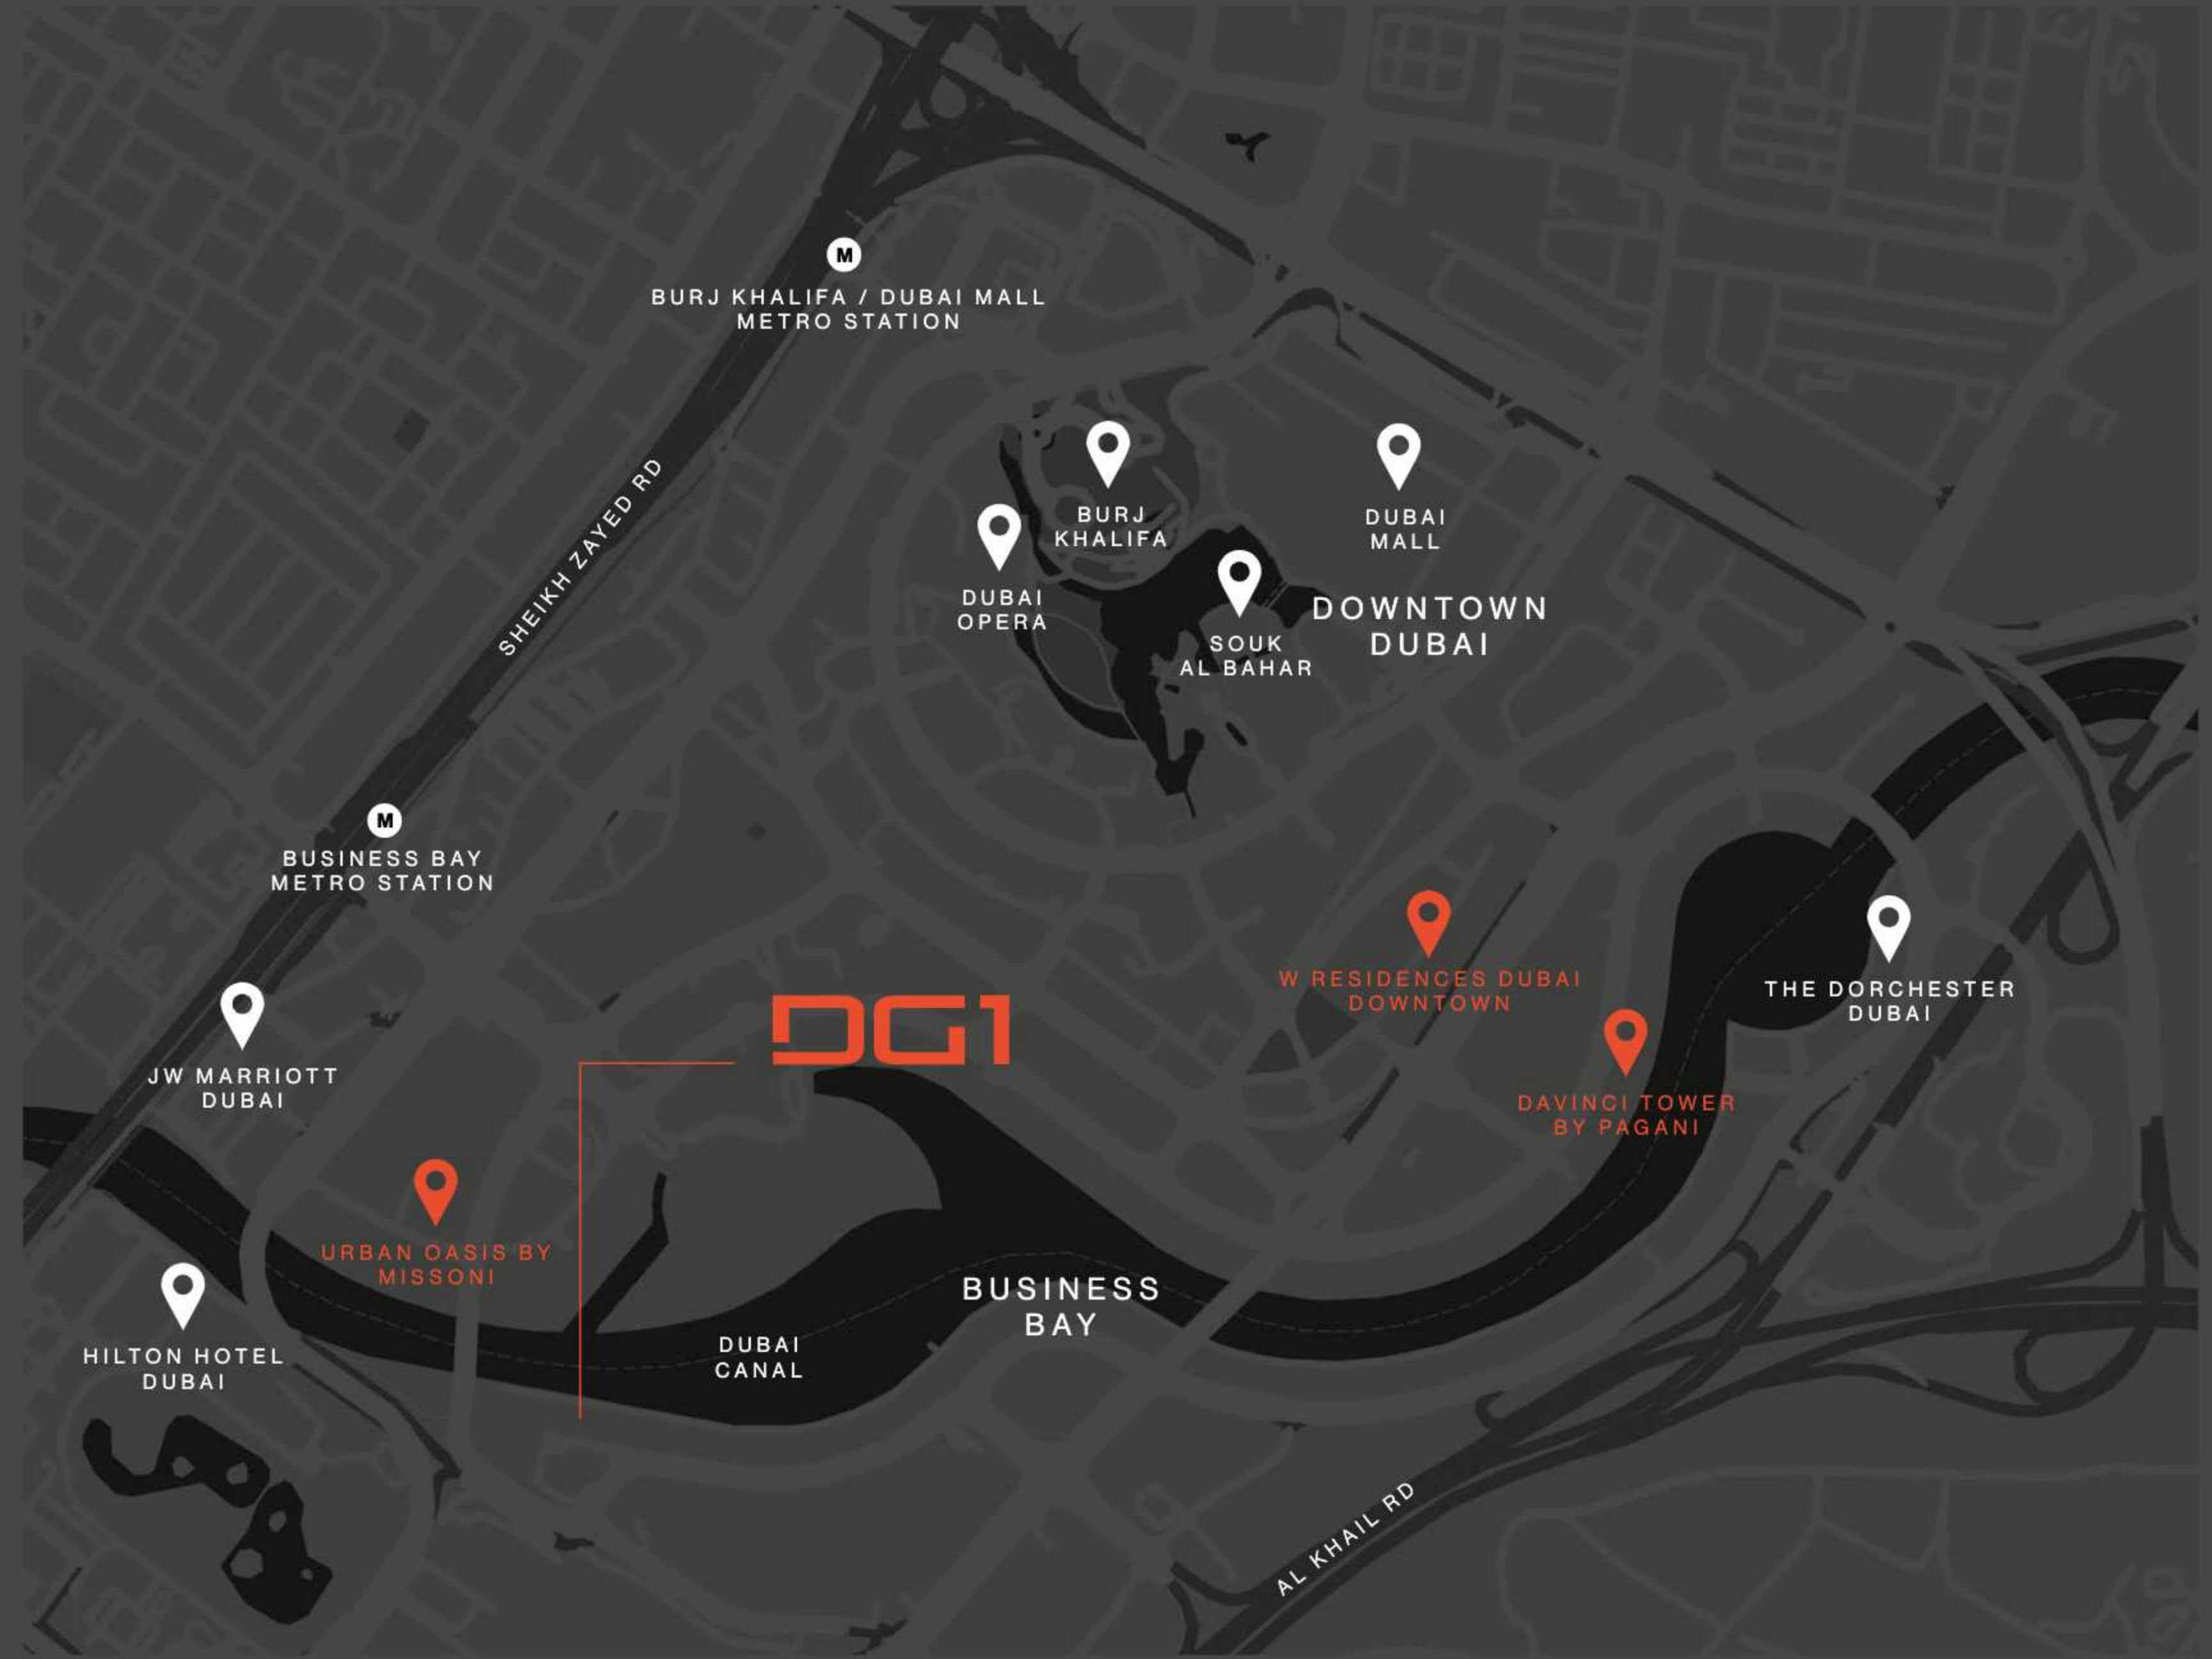 M
BURJ KHALIFA / DUBAI MALL
METRO STATION
SHEIKH ZAYED RD
BURJ
KHALIFA
DUBAI
MALL
DUBAI
OPERA
DOWNTOWN
DUBAI
SOUK
AL BAHAR
M
BUSINESS BAY
METRO STATION
W RESIDENCES DUBAI
DOWNTOWN
THE DORCHESTER
DUBAI
DG1
JW MARRIOTT
DUBAI
DAVINCI TOWER
BY PAGANI
URBAN OASIS BY
MISSONI
BUSINESS
BAY
DUBAI
CANAL
HILTON HOTEL
DUBAI
AL KHAIL RD